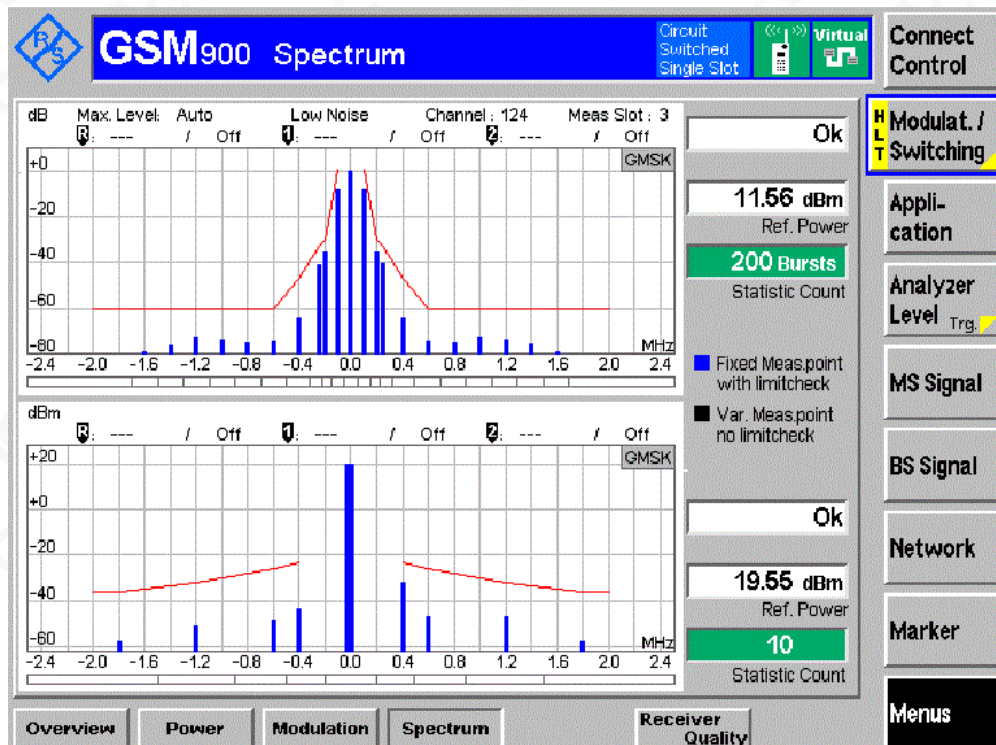 R S
GSM900 Spectrum
Circuit
Switched
Single Slot
Virtual
Connect
Control
dB Max. Level: Auto Low Noise Channel : 124 Meas Slot : 3
R : --- / Off 1 : --- / Off 2 : --- / Off
GMSK
+0
-20
-40
-60
-80
MHz
-2.4 -2.0 -1.6 -1.2 -0.8 -0.4 0.0 0.4 0.8 1.2 1.6 2.0 2.4
Ok
11.56 dBm
Ref. Power
200 Bursts
Statistic Count
Fixed Meas.point
with limitcheck
Var. Meas.point
no limitcheck
dBm
R : --- / Off 1 : --- / Off 2 : --- / Off
GMSK
+20
+0
-20
-40
-60
MHz
-2.4 -2.0 -1.6 -1.2 -0.8 -0.4 0.0 0.4 0.8 1.2 1.6 2.0 2.4
Ok
19.55 dBm
Ref. Power
10
Statistic Count
HLT
Modulat. /
Switching
Appli-
cation
Analyzer
Level Trg.
MS Signal
BS Signal
Network
Marker
Menus
Overview
Power
Modulation
Spectrum
Receiver
Quality